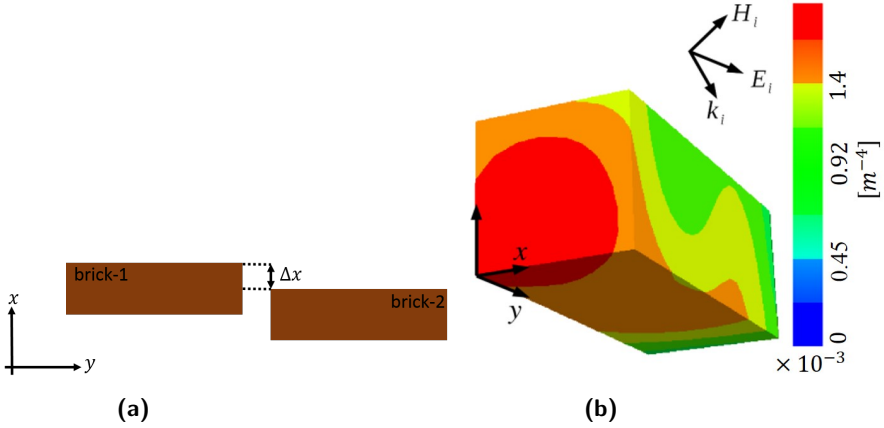 brick-1
Δx
brick-2
x
y
(a)
H_i
E_i
k_i
x
y
1.4
0.92
0.45
0
[m^{-4}]
× 10^{-3}
(b)